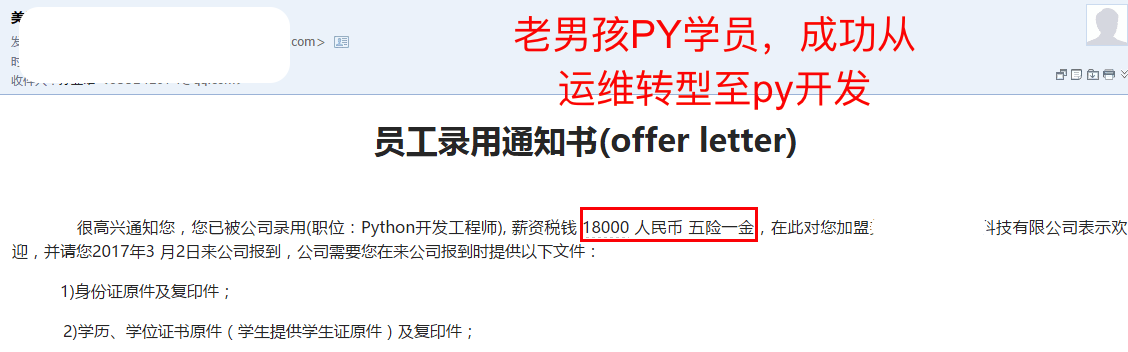 美
发
com>
时
老男孩PY学员，成功从
运维转型至py开发
员工录用通知书(offer letter)
很高兴通知您，您已被公司录用(职位：Python开发工程师), 薪资税钱 18000 人民币 五险一金，在此对您加盟 科技有限公司表示欢
迎，并请您2017年3 月2日来公司报到，公司需要您在来公司报到时提供以下文件：
1)身份证原件及复印件；
2)学历、学位证书原件（学生提供学生证原件）及复印件；